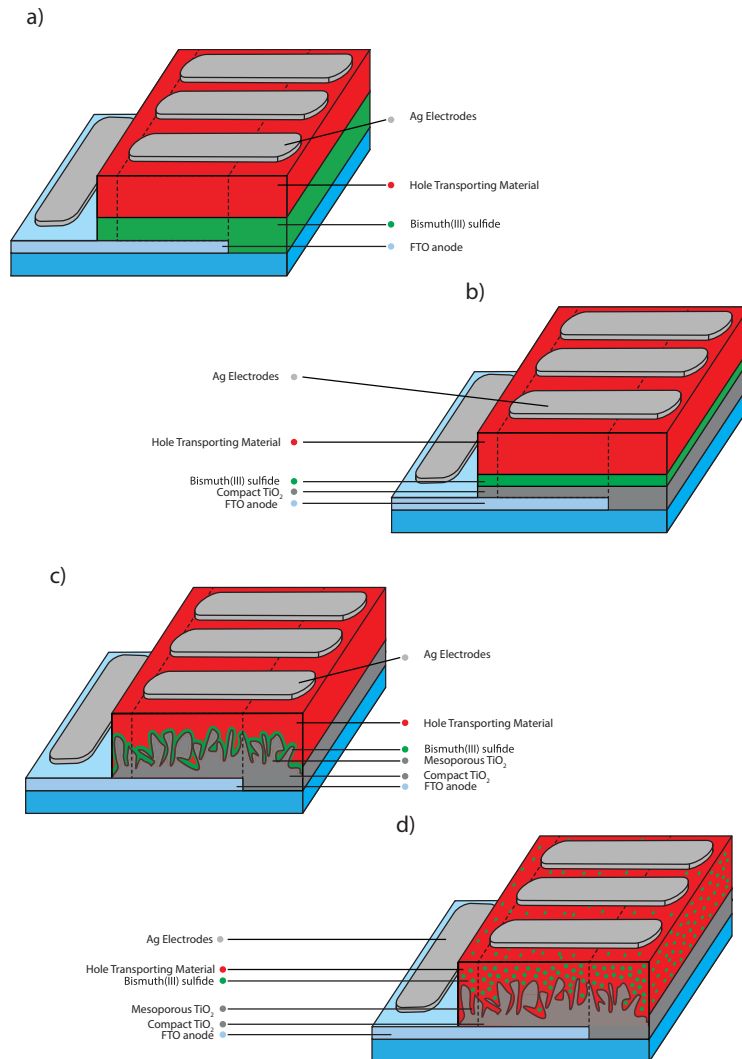 a)
Ag Electrodes
Hole Transporting Material
Bismuth(III) sulfide
FTO anode
b)
Ag Electrodes
Hole Transporting Material
Bismuth(III) sulfide
Compact TiO₂
FTO anode
c)
Ag Electrodes
Hole Transporting Material
Bismuth(III) sulfide
Mesoporous TiO₂
Compact TiO₂
FTO anode
d)
Ag Electrodes
Hole Transporting Material
Bismuth(III) sulfide
Mesoporous TiO₂
Compact TiO₂
FTO anode